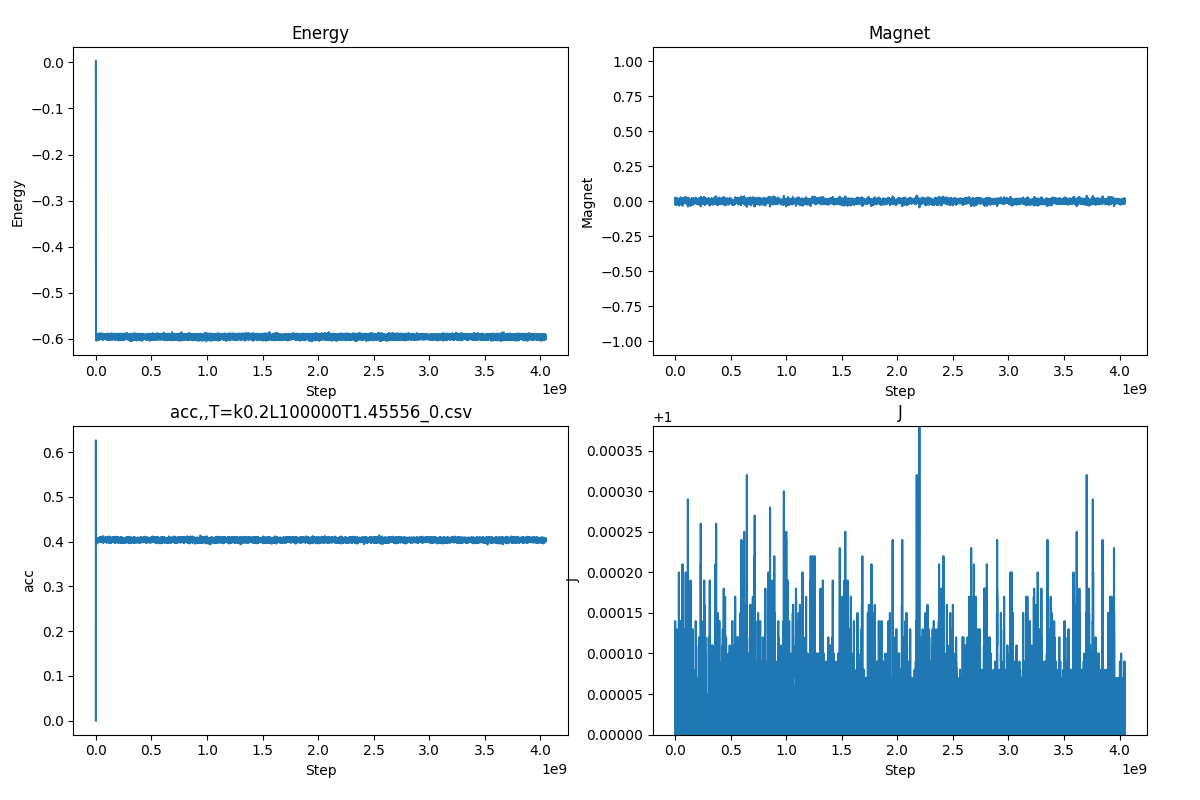 Energy
Energy
0.0
−0.1
−0.2
−0.3
−0.4
−0.5
−0.6
0.0 0.5 1.0 1.5 2.0 2.5 3.0 3.5 4.0
Step
1e9
Magnet
Magnet
1.00
0.75
0.50
0.25
0.00
−0.25
−0.50
−0.75
−1.00
0.0 0.5 1.0 1.5 2.0 2.5 3.0 3.5 4.0
Step
1e9
acc,,T=k0.2L100000T1.45556_0.csv
acc
0.6
0.5
0.4
0.3
0.2
0.1
0.0
0.0 0.5 1.0 1.5 2.0 2.5 3.0 3.5 4.0
Step
1e9
J
+1
J
0.00035
0.00030
0.00025
0.00020
0.00015
0.00010
0.00005
0.00000
0.0 0.5 1.0 1.5 2.0 2.5 3.0 3.5 4.0
Step
1e9